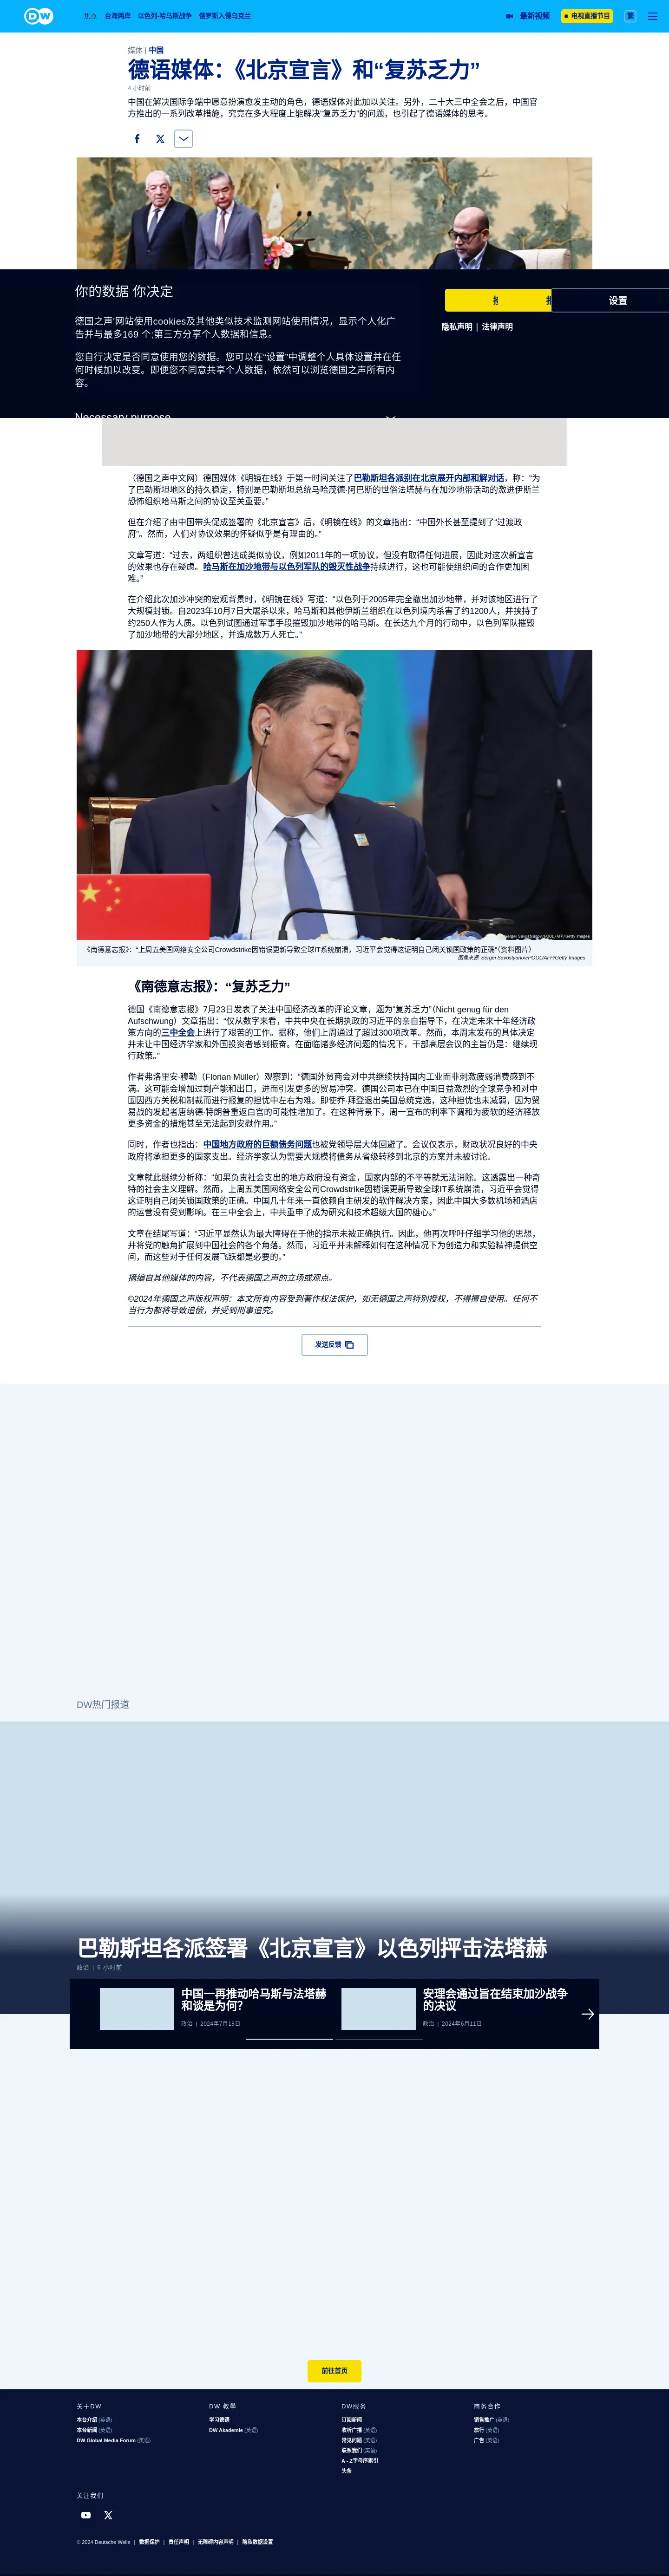 DW
焦点 台海两岸 以色列-哈马斯战争 俄罗斯入侵乌克兰 最新视频 电视直播节目 繁
媒体 | 中国
德语媒体：《北京宣言》和“复苏乏力”
4 小时前
中国在解决国际争端中愿意扮演愈发主动的角色，德语媒体对此加以关注。另外，二十大三中全会之后，中国官
方推出的一系列改革措施，究竟在多大程度上能解决“复苏乏力”的问题，也引起了德语媒体的思考。
你的数据 你决定
德国之声'网站使用cookies及其他类似技术监测网站使用情况，显示个人化广
告并与最多169 个;第三方分享个人数据和信息。
您自行决定是否同意使用您的数据。您可以在"设置"中调整个人具体设置并在任
何时候加以改变。即便您不同意共享个人数据，依然可以浏览德国之声所有内
容。
Necessary purpose
设置
隐私声明 | 法律声明
（德国之声中文网）德国媒体《明镜在线》于第一时间关注了巴勒斯坦各派别在北京展开内部和解对话，称：“为
了巴勒斯坦地区的持久稳定，特别是巴勒斯坦总统马哈茂德·阿巴斯的世俗法塔赫与在加沙地带活动的激进伊斯兰
恐怖组织哈马斯之间的协议至关重要。”
但在介绍了由中国带头促成签署的《北京宣言》后，《明镜在线》的文章指出：“中国外长甚至提到了“过渡政
府”。然而，人们对协议效果的怀疑似乎是有理由的。”
文章写道：“过去，两组织曾达成类似协议，例如2011年的一项协议，但没有取得任何进展，因此对这次新宣言
的效果也存在疑虑。哈马斯在加沙地带与以色列军队的毁灭性战争持续进行，这也可能使组织间的合作更加困
难。”
在介绍此次加沙冲突的宏观背景时，《明镜在线》写道：“以色列于2005年完全撤出加沙地带，并对该地区进行了
大规模封锁。自2023年10月7日大屠杀以来，哈马斯和其他伊斯兰组织在以色列境内杀害了约1200人，并挟持了
约250人作为人质。以色列试图通过军事手段摧毁加沙地带的哈马斯。在长达九个月的行动中，以色列军队摧毁
了加沙地带的大部分地区，并造成数万人死亡。”
Sergei Savostyanov/POOL/AFP/Getty Images
《南德意志报》：“上周五美国网络安全公司Crowdstrike因错误更新导致全球IT系统崩溃，习近平会觉得这证明自己闭关锁国政策的正确“（资料图片）
图像来源: Sergei Savostyanov/POOL/AFP/Getty Images
《南德意志报》：“复苏乏力”
德国《南德意志报》7月23日发表了关注中国经济改革的评论文章，题为“复苏乏力”（Nicht genug für den
Aufschwung）文章指出：“仅从数字来看，中共中央在长期执政的习近平的亲自指导下，在决定未来十年经济政
策方向的三中全会上进行了艰苦的工作。据称，他们上周通过了超过300项改革。然而，本周末发布的具体决定
并未让中国经济学家和外国投资者感到振奋。在面临诸多经济问题的情况下，干部高层会议的主旨仍是：继续现
行政策。”
作者弗洛里安·穆勒（Florian Müller）观察到：“德国外贸商会对中共继续扶持国内工业而非刺激疲弱消费感到不
满。这可能会增加过剩产能和出口，进而引发更多的贸易冲突。德国公司本已在中国日益激烈的全球竞争和对中
国因西方关税和制裁而进行报复的担忧中左右为难。即使乔·拜登退出美国总统竞选，这种担忧也未减弱，因为贸
易战的发起者唐纳德·特朗普重返白宫的可能性增加了。在这种背景下，周一宣布的利率下调和为疲软的经济释放
更多资金的措施甚至无法起到安慰作用。”
同时，作者也指出：中国地方政府的巨额债务问题也被党领导层大体回避了。会议仅表示，财政状况良好的中央
政府将承担更多的国家支出。经济学家认为需要大规模将债务从省级转移到北京的方案并未被讨论。
文章就此继续分析称：“如果负责社会支出的地方政府没有资金，国家内部的不平等就无法消除。这透露出一种奇
特的社会主义理解。然而，上周五美国网络安全公司Crowdstrike因错误更新导致全球IT系统崩溃，习近平会觉得
这证明自己闭关锁国政策的正确。中国几十年来一直依赖自主研发的软件解决方案，因此中国大多数机场和酒店
的运营没有受到影响。在三中全会上，中共重申了成为研究和技术超级大国的雄心。”
文章在结尾写道：“习近平显然认为最大障碍在于他的指示未被正确执行。因此，他再次呼吁仔细学习他的思想，
并将党的触角扩展到中国社会的各个角落。然而，习近平并未解释如何在这种情况下为创造力和实验精神提供空
间，而这些对于任何发展飞跃都是必要的。”
摘编自其他媒体的内容，不代表德国之声的立场或观点。
©2024年德国之声版权声明：本文所有内容受到著作权法保护，如无德国之声特别授权，不得擅自使用。任何不
当行为都将导致追偿，并受到刑事追究。
发送反馈
DW热门报道
巴勒斯坦各派签署《北京宣言》以色列抨击法塔赫
政治 | 6 小时前
中国一再推动哈马斯与法塔赫
和谈是为何？
政治 | 2024年7月16日
安理会通过旨在结束加沙战争
的决议
政治 | 2024年6月11日
前往首页
关于DW
本台介绍 (英语)
本台新闻 (英语)
DW Global Media Forum (英语)
DW 教學
学习德语
DW Akademie (英语)
DW服务
订阅新闻
收听广播 (英语)
常见问题 (英语)
联系我们 (英语)
A - Z字母序索引
头条
商务合作
销售推广 (英语)
旅行 (英语)
广告 (英语)
关注我们
© 2024 Deutsche Welle | 数据保护 | 责任声明 | 无障碍内容声明 | 隐私数据设置